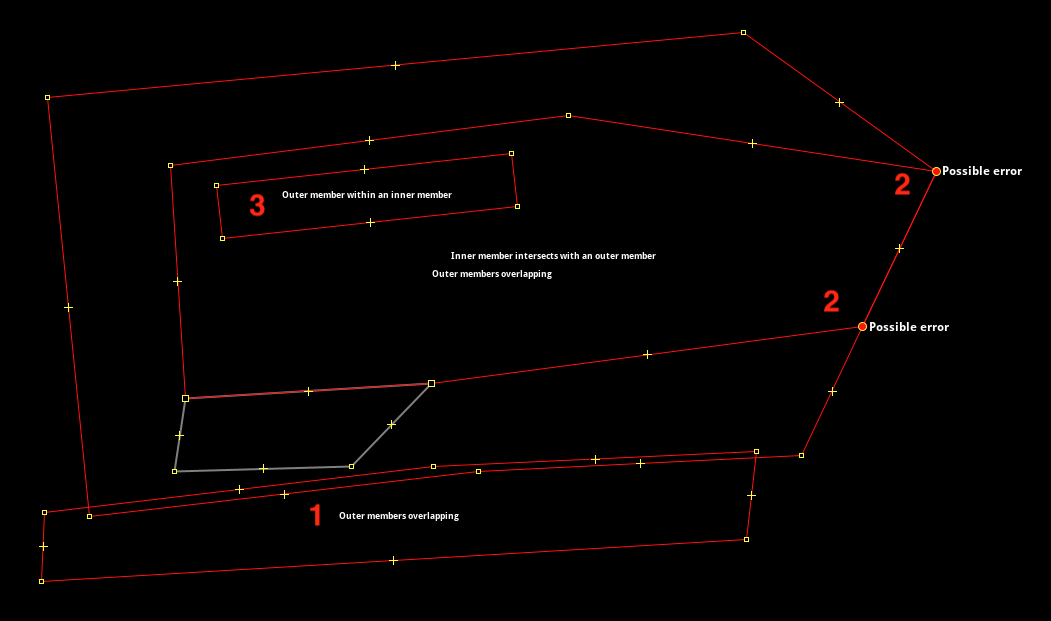 Possible error
2
3 Outer member within an inner member
Inner member intersects with an outer member
Outer members overlapping
2
Possible error
1 Outer members overlapping